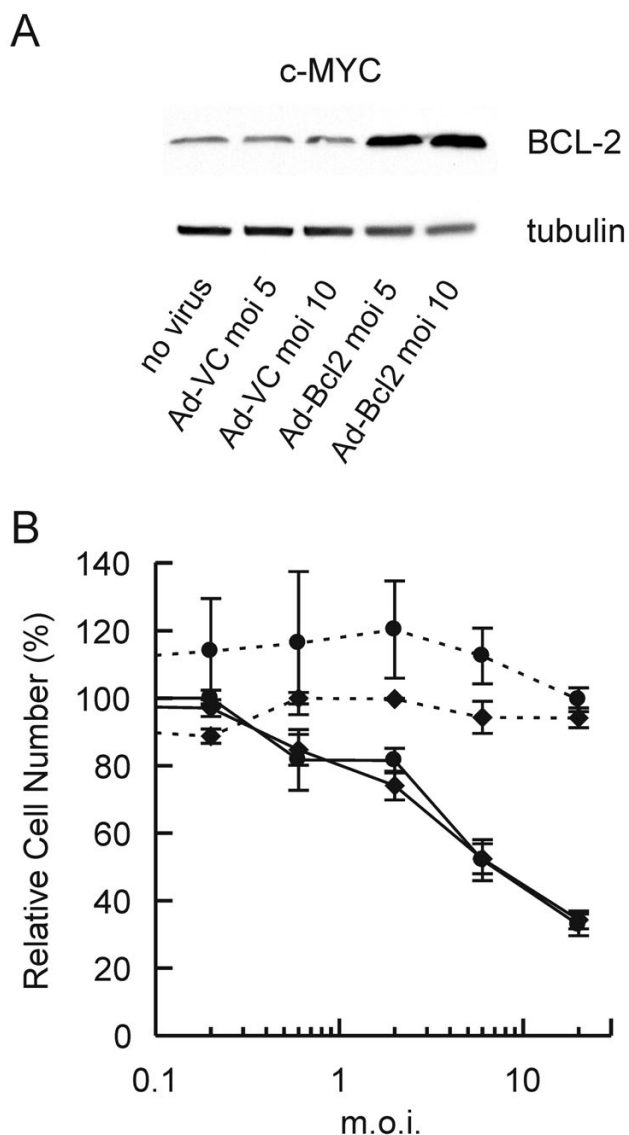 A
c-MYC
BCL-2
tubulin
no virus
Ad-VC moi 5
Ad-VC moi 10
Ad-Bcl2 moi 5
Ad-Bcl2 moi 10
B
Relative Cell Number (%)
140
120
100
80
60
40
20
0
0.1 1 10
m.o.i.